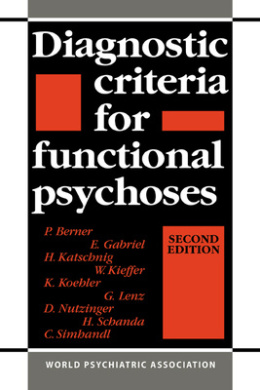 Diagnostic
criteria
for
functional
psychoses
P. Berner
E. Gabriel
H. Katschnig
W. Kieffer
K. Koehler
G. Lenz
D. Nutzinger
H. Schanda
C. Simhandl
SECOND
EDITION
WORLD PSYCHIATRIC ASSOCIATION